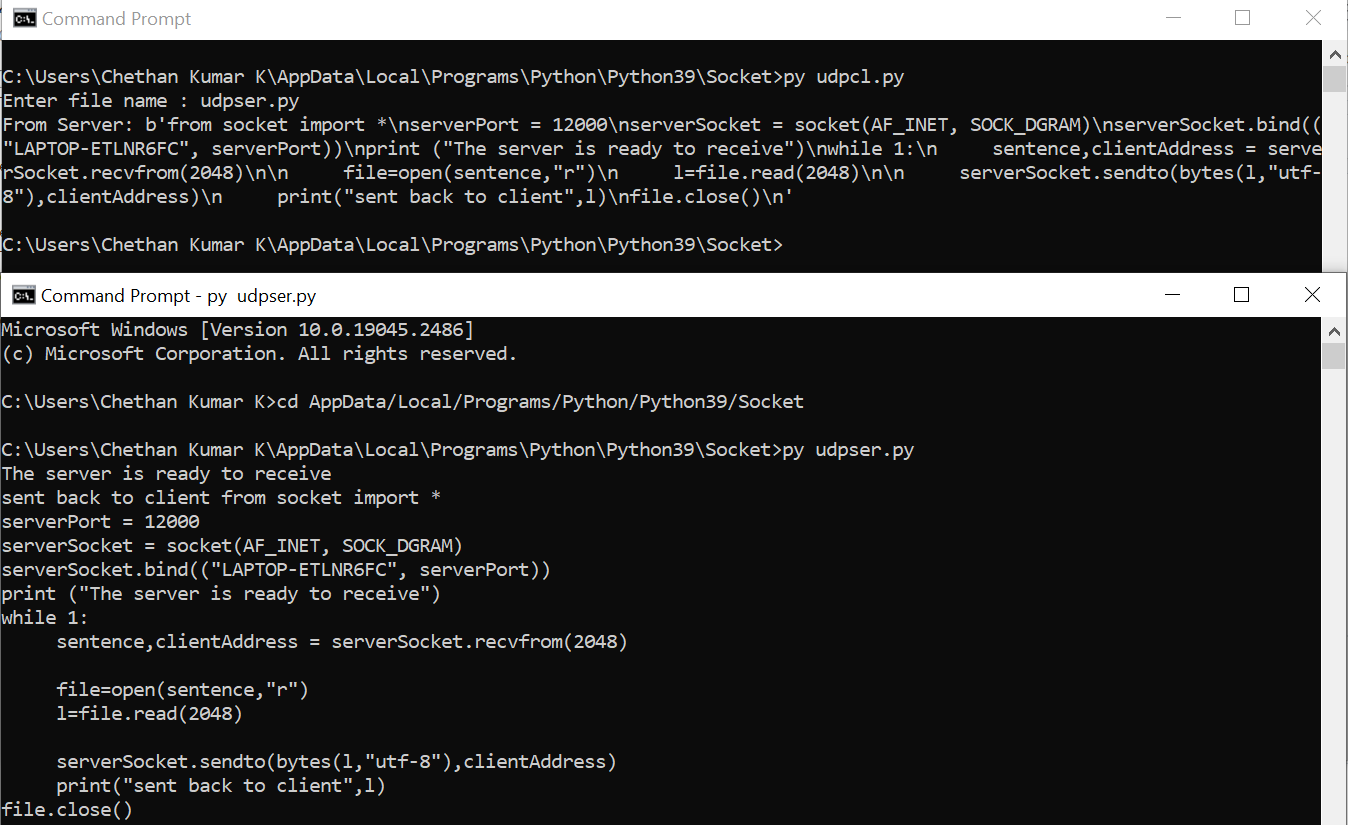 Command Prompt
C:\Users\Chethan Kumar K\AppData\Local\Programs\Python\Python39\Socket>py udpcl.py
Enter file name : udpser.py
From Server: b'from socket import *\nserverPort = 12000\nserverSocket = socket(AF_INET, SOCK_DGRAM)\nserverSocket.bind((
"LAPTOP-ETLNR6FC", serverPort))\nprint ("The server is ready to receive")\nwhile 1:\n     sentence,clientAddress = serve
rSocket.recvfrom(2048)\n\n     file=open(sentence,"r")\n     l=file.read(2048)\n\n     serverSocket.sendto(bytes(l,"utf-
8"),clientAddress)\n     print("sent back to client",l)\nfile.close()\n'
C:\Users\Chethan Kumar K\AppData\Local\Programs\Python\Python39\Socket>
Command Prompt - py  udpser.py
Microsoft Windows [Version 10.0.19045.2486]
(c) Microsoft Corporation. All rights reserved.
C:\Users\Chethan Kumar K>cd AppData/Local/Programs/Python/Python39/Socket
C:\Users\Chethan Kumar K\AppData\Local\Programs\Python\Python39\Socket>py udpser.py
The server is ready to receive
sent back to client from socket import *
serverPort = 12000
serverSocket = socket(AF_INET, SOCK_DGRAM)
serverSocket.bind(("LAPTOP-ETLNR6FC", serverPort))
print ("The server is ready to receive")
while 1:
     sentence,clientAddress = serverSocket.recvfrom(2048)
     file=open(sentence,"r")
     l=file.read(2048)
     serverSocket.sendto(bytes(l,"utf-8"),clientAddress)
     print("sent back to client",l)
file.close()